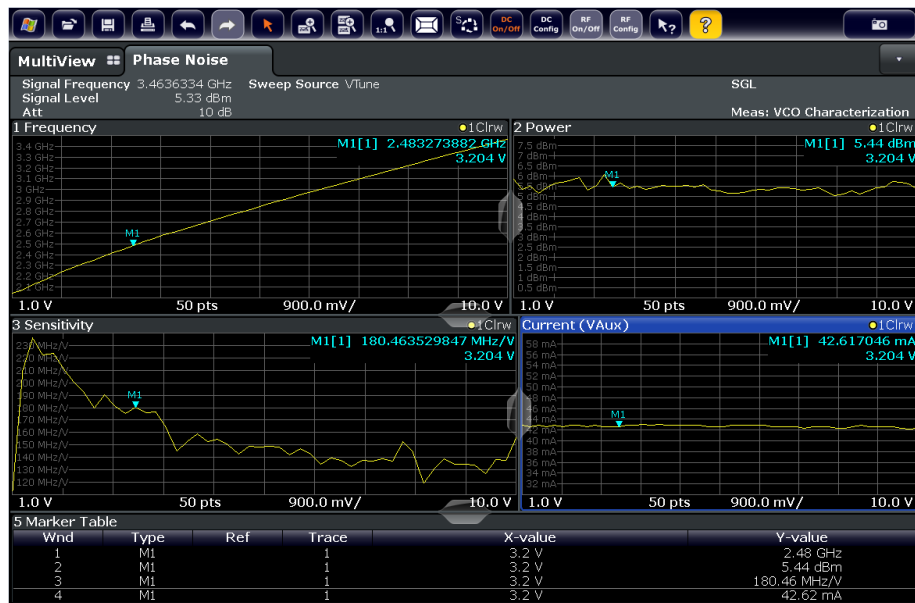 1:1 S DC On/Off DC Config RF On/Off RF Config ? ?
MultiView Phase Noise
Signal Frequency 3.4636334 GHz Sweep Source VTune SGL
Signal Level 5.33 dBm
Att 10 dB Meas: VCO Characterization
1 Frequency 1Clrw
M1[1] 2.483273882 GHz
3.204 V
3.4 GHz
3.3 GHz
3.2 GHz
3.1 GHz
3 GHz
2.9 GHz
2.8 GHz
2.7 GHz
2.6 GHz
M1
2.5 GHz
2.4 GHz
2.3 GHz
2.2 GHz
2.1 GHz
1.0 V 50 pts 900.0 mV/ 10.0 V
2 Power 1Clrw
M1[1] 5.44 dBm
3.204 V
7.5 dBm
7 dBm
6.5 dBm
M1
4.5 dBm
4 dBm
3 dBm
2.5 dBm
2 dBm
1.5 dBm
1 dBm
0.5 dBm
1.0 V 50 pts 900.0 mV/ 10.0 V
3 Sensitivity 1Clrw
M1[1] 180.463529847 MHz/V
3.204 V
230 MHz/V
220 MHz/V
210 MHz/V
200 MHz/V
190 MHz/V
M1
170 MHz/V
160 MHz/V
150 MHz/V
140 MHz/V
130 MHz/V
120 MHz/V
1.0 V 50 pts 900.0 mV/ 10.0 V
Current (VAux) 1Clrw
M1[1] 42.617046 mA
3.204 V
58 mA
56 mA
54 mA
52 mA
50 mA
48 mA
46 mA
M1
42 mA
40 mA
38 mA
36 mA
34 mA
32 mA
1.0 V 50 pts 900.0 mV/ 10.0 V
5 Marker Table
Wnd Type Ref Trace X-value Y-value
1 M1 1 3.2 V 2.48 GHz
2 M1 1 3.2 V 5.44 dBm
3 M1 1 3.2 V 180.46 MHz/V
4 M1 1 3.2 V 42.62 mA